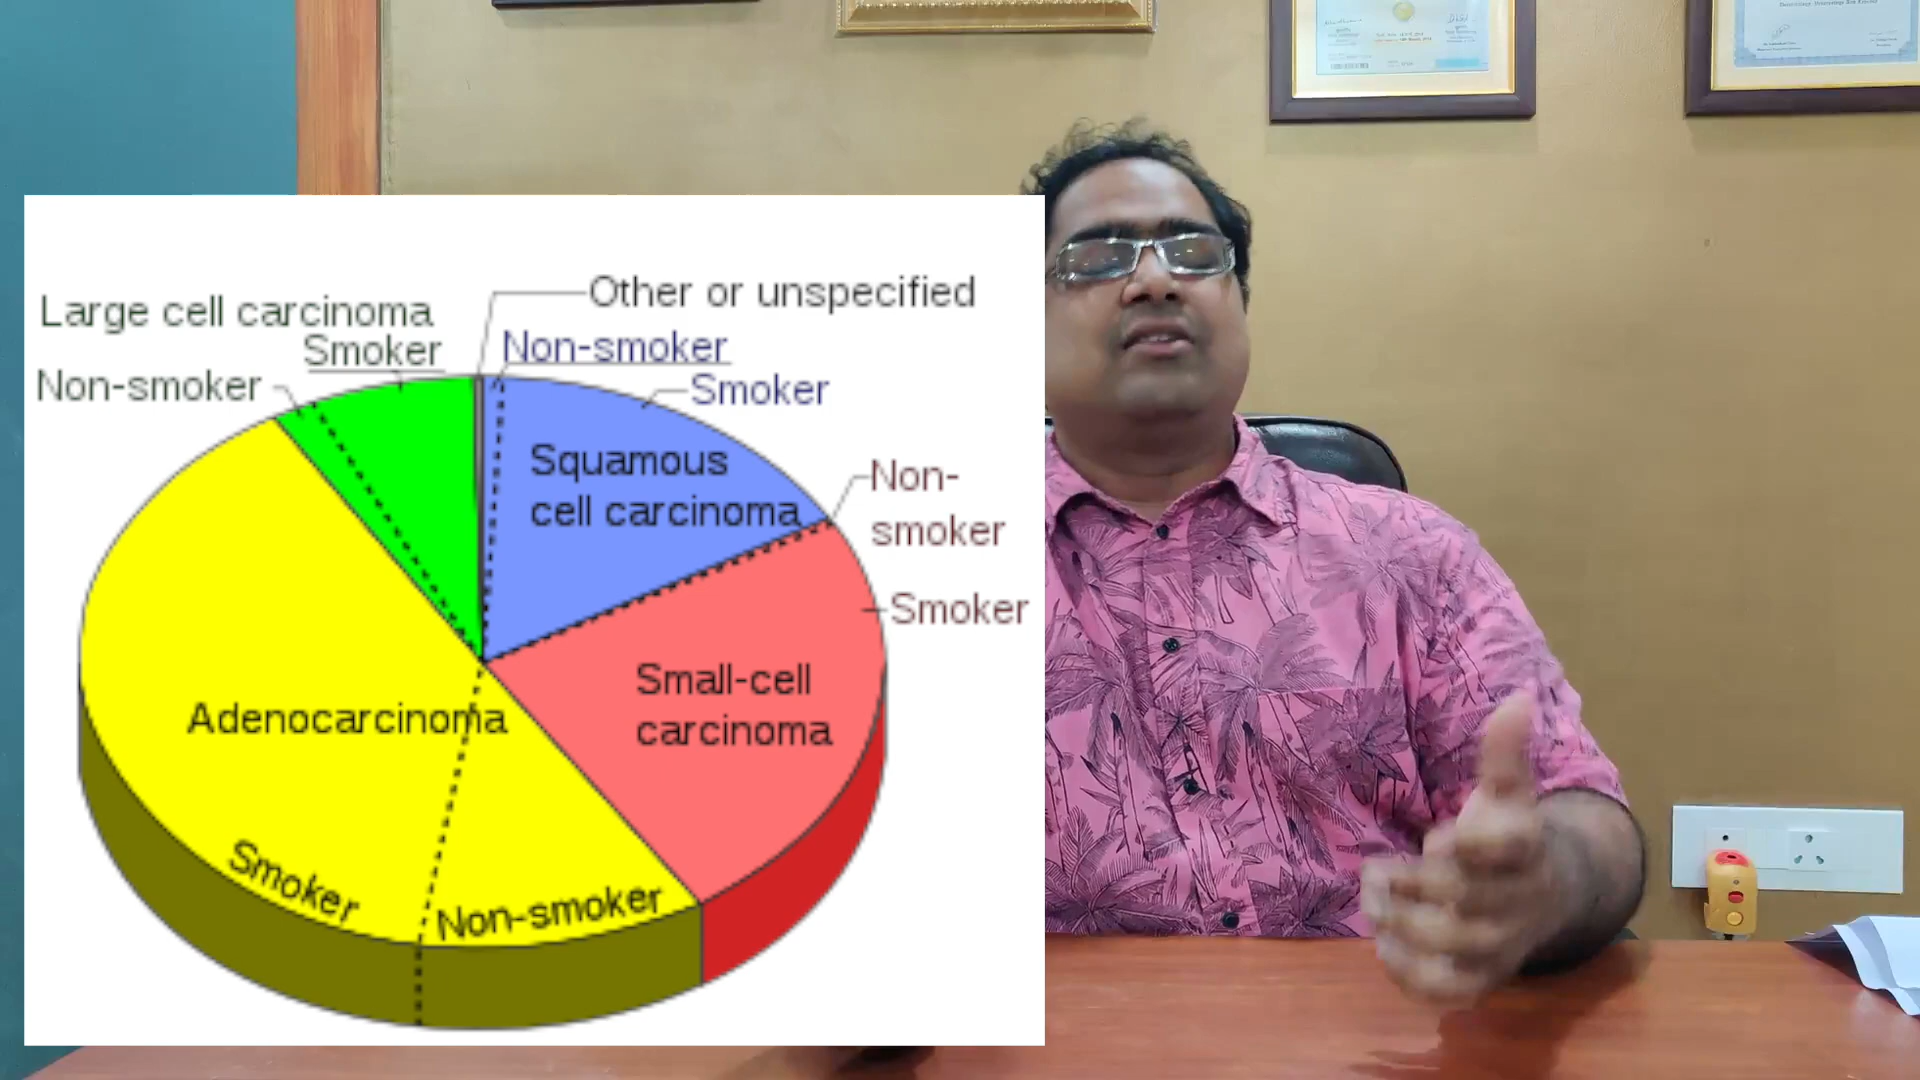 Large cell carcinoma
Smoker
Non-smoker
Other or unspecified
Non-smoker
Smoker
Squamous
cell carcinoma
Non-
smoker
Smoker
Small-cell
carcinoma
Adenocarcinoma
Smoker
Non-smoker